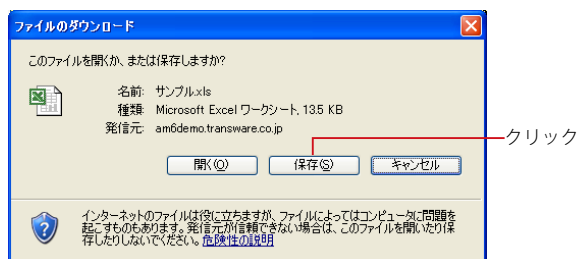 ファイルのダウンロード
このファイルを開くか、または保存しますか?
名前: サンプル.xls
種類: Microsoft Excel ワークシート, 13.5 KB
発信元: am6demo.transware.co.jp
開く(O) 保存(S) キャンセル
クリック
インターネットのファイルは役に立ちますが、ファイルによってはコンピュータに問題を
起こすものもあります。発信元が信頼できない場合は、このファイルを開いたり保
存したりしないでください。危険性の説明